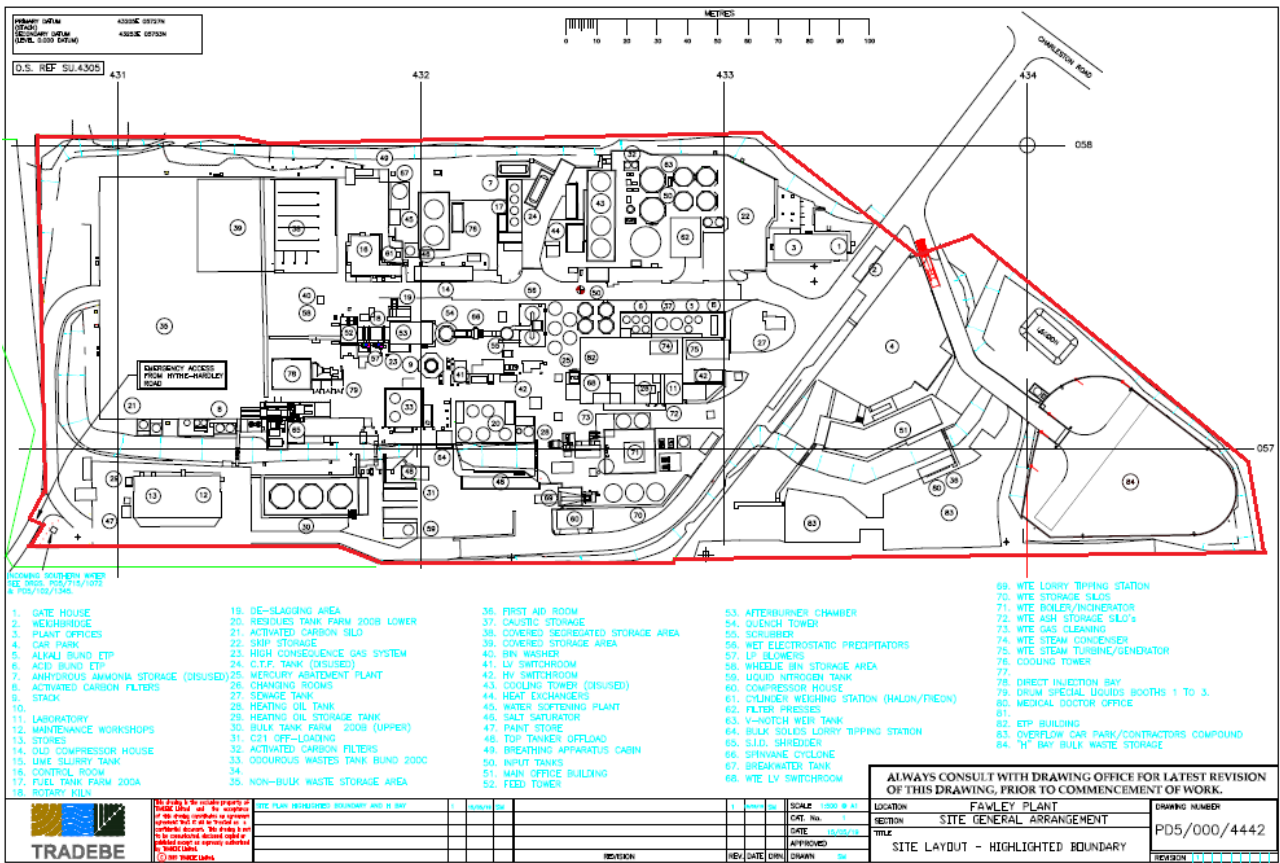 PRIMARY DATUM
(STACK)
SECONDARY DATUM
(LEVEL 0.000 DATUM)
O.S. REF SU.4305
METRES
0 10 20 30 40 50 60 70 80 90 100
CHARLESTON ROAD
431
432
433
434
058
057
LAGOON
EMERGENCY ACCESS
FROM HYTHE-HARDLEY
ROAD
INCOMING SOUTHERN WATER
1. GATE HOUSE
2. WEIGHBRIDGE
3. PLANT OFFICES
4. CAR PARK
5. ALKALI BUND ETP
6. ACID BUND ETP
7. ANHYDROUS AMMONIA STORAGE (DISUSED)
8. ACTIVATED CARBON FILTERS
9. STACK
10.
11. LABORATORY
12. MAINTENANCE WORKSHOPS
13. STORES
14. OLD COMPRESSOR HOUSE
15. LIME SLURRY TANK
16. CONTROL ROOM
17. FUEL TANK FARM 200A
18. ROTARY KILN
19. DE-SLAGGING AREA
20. RESIDUES TANK FARM 200B LOWER
21. ACTIVATED CARBON SILO
22. SKIP STORAGE
23. HIGH CONSEQUENCE GAS SYSTEM
24. C.T.F. TANK (DISUSED)
25. MERCURY ABATEMENT PLANT
26. CHANGING ROOMS
27. SEWAGE TANK
28. HEATING OIL TANK
29. HEATING OIL STORAGE TANK
30. BULK TANK FARM 200B (UPPER)
31. C21 OFF-LOADING
32. ACTIVATED CARBON FILTERS
33. ODOUROUS WASTES TANK BUND 200C
34.
35. NON-BULK WASTE STORAGE AREA
36. FIRST AID ROOM
37. CAUSTIC STORAGE
38. COVERED SEGREGATED STORAGE AREA
39. COVERED STORAGE AREA
40. BIN WASHER
41. LV SWITCHROOM
42. HV SWITCHROOM
43. COOLING TOWER (DISUSED)
44. HEAT EXCHANGERS
45. WATER SOFTENING PLANT
46. SALT SATURATOR
47. PAINT STORE
48. TOP TANKER OFFLOAD
49. BREATHING APPARATUS CABIN
50. INPUT TANKS
51. MAIN OFFICE BUILDING
52. FEED TOWER
53. AFTERBURNER CHAMBER
54. QUENCH TOWER
55. SCRUBBER
56. WET ELECTROSTATIC PRECIPITATORS
57. LP BLOWERS
58. WHEELIE BIN STORAGE AREA
59. LIQUID NITROGEN TANK
60. COMPRESSOR HOUSE
61. CYLINDER WEIGHING STATION (HALON/FREON)
62. FILTER PRESSES
63. V-NOTCH WEIR TANK
64. BULK SOLIDS LORRY TIPPING STATION
65. S.I.D. SHREDDER
66. SPINVANE CYCLONE
67. BREAKWATER TANK
68. WTE LV SWITCHROOM
69. WTE LORRY TIPPING STATION
70. WTE STORAGE SILOS
71. WTE BOILER/INCINERATOR
72. WTE ASH STORAGE SILO's
73. WTE GAS CLEANING
74. WTE STEAM CONDENSER
75. WTE STEAM TURBINE/GENERATOR
76. COOLING TOWER
77.
78. DIRECT INJECTION BAY
79. DRUM SPECIAL LIQUIDS BOOTHS 1 TO 3.
80. MEDICAL DOCTOR OFFICE
81.
82. ETP BUILDING
83. OVERFLOW CAR PARK/CONTRACTORS COMPOUND
84. "H" BAY BULK WASTE STORAGE
ALWAYS CONSULT WITH DRAWING OFFICE FOR LATEST REVISION
OF THIS DRAWING, PRIOR TO COMMENCEMENT OF WORK.
TRADEBE
SITE PLAN HIGHLIGHTED BOUNDARY AND H BAY
REVISION
REV. DATE DRN.
SCALE
CAT. No. 1
DATE
APPROVED
DRAWN
LOCATION FAWLEY PLANT
SECTION SITE GENERAL ARRANGEMENT
TITLE
SITE LAYOUT - HIGHLIGHTED BOUNDARY
DRAWING NUMBER
PD5/000/4442
REVISION